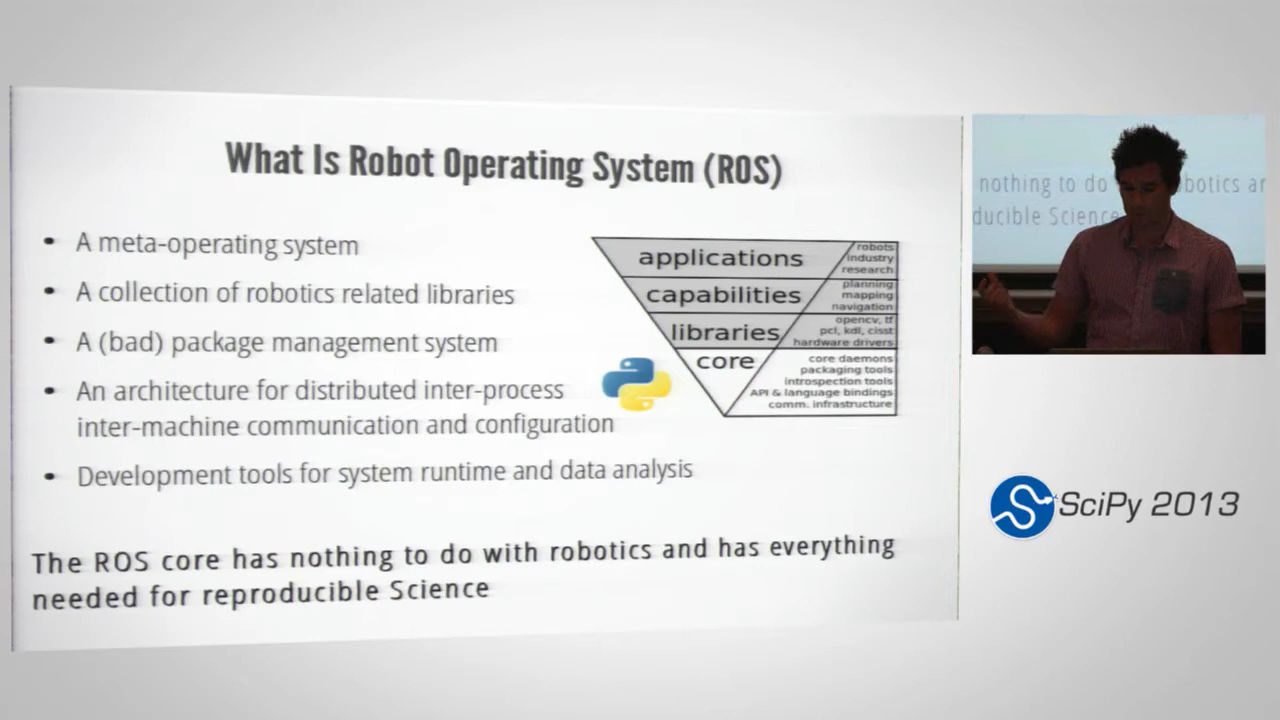 What Is Robot Operating System (ROS)
A meta-operating system
A collection of robotics related libraries
A (bad) package management system
An architecture for distributed inter-process
inter-machine communication and configuration
Development tools for system runtime and data analysis
applications
robots
industry
research
capabilities
planning
mapping
navigation
libraries
opencv, tf
pcl, kdl, cisst
hardware drivers
core
core daemons
packaging tools
introspection tools
API & language bindings
comm. infrastructure
The ROS core has nothing to do with robotics and has everything
needed for reproducible Science
nothing to do obotics ar
ducible Science
SciPy 2013